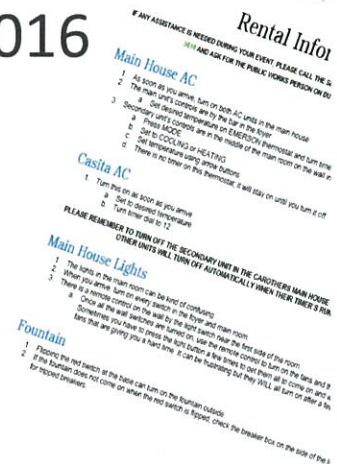 016
Rental Infor
IF ANY ASSISTANCE IS NEEDED DURING YOUR EVENT, PLEASE CALL THE SA
AND ASK FOR THE PUBLIC WORKS PERSON ON DU
Main House AC
1 As soon as you arrive, turn on both AC units in the main house
2 The main unit's controls are by the bar in the foyer
a Set desired temperature on EMERSON thermostat and turn time
3 Secondary unit's controls are in the middle of the main room on the wall in
a Press MODE
b Set to COOLING or HEATING
c Set temperature using arrow buttons
d There is no timer on this thermostat, it will stay on until you turn it off
Casita AC
1 Turn this on as soon as you arrive
a Set to desired temperature
b Turn timer dial to 12
PLEASE REMEMBER TO TURN OFF THE SECONDARY UNIT IN THE CAROTHERS MAIN HOUSE
OTHER UNITS WILL TURN OFF AUTOMATICALLY WHEN THEIR TIMER'S RUN
Main House Lights
1 The lights in the main room can be kind of confusing
2 When you arrive, turn on every switch in the foyer and main room
3 There is a remote control on the wall by the light switch near the first side of the room
a Once all the wall switches are turned on, use the remote control to turn on the fans and th
Sometimes you have to press the light button a few times to get them all to come on and w
fans that are giving you a hard time. It can be frustrating but they WILL all turn on after a few
Fountain
1 Flipping the red switch at the base can turn on the fountain outside
2 If the fountain does not come on when the red switch is flipped, check the breaker box on the side of the s
for tripped breakers